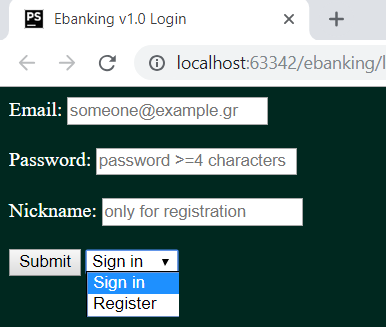 PS Ebanking v1.0 Login
localhost:63342/ebanking/
Email: someone@example.gr
Password: password >=4 characters
Nickname: only for registration
Submit Sign in
Sign in
Register